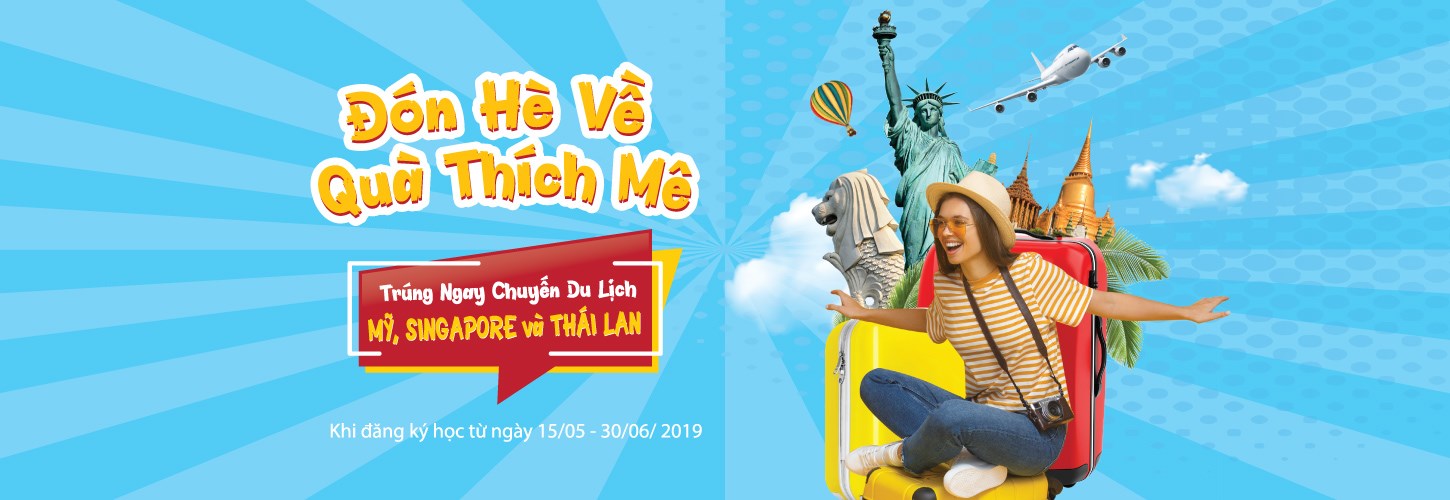 Đón Hè Về
Quà Thích Mê
Trúng Ngay Chuyến Du Lịch
MỸ, SINGAPORE và THÁI LAN
Khi đăng ký học từ ngày 15/05 - 30/06/ 2019